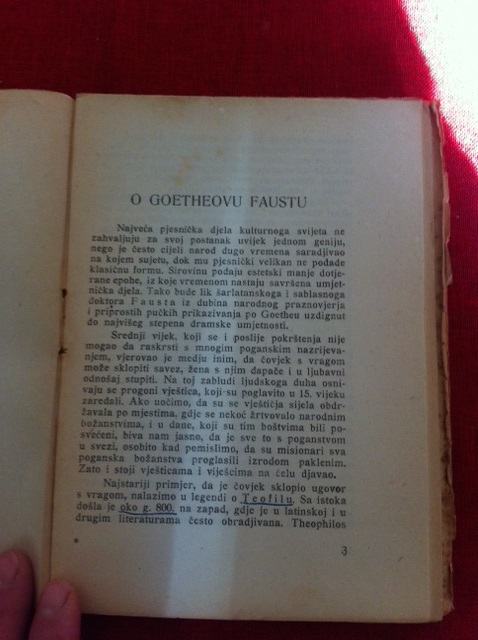 O GOETHEOVU FAUSTU
Najveća pjesnička djela kulturnoga svijeta ne
zahvaljuju za svoj postanak uvijek jednom geniju,
nego je često cijeli narod dugo vremena saradjivao
na kojem sujetu, dok mu pjesnički velikan ne podade
klasičnu formu. Sirovinu podaju estetski manje dotje-
rane epohe, iz koje vremenom nastaju savršena umjet-
nička djela. Tako bude lik šarlatanskoga i sablasnoga
doktora Fausta iz dubina narodnog praznovjerja
i priprostih pučkih prikazivanja po Goetheu uzdignut
do najvišeg stepena dramske umjetnosti.
Srednji vijek, koji se i poslije pokrštenja nije
mogao da raskrsti s mnogim poganskim nazrijeva-
njem, vjerovao je medju inim, da čovjek s vragom
može sklopiti savez, žena s njim dapače i u ljubavni
odnošaj stupiti. Na toj zabludi ljudskoga duha osni-
vaju se progoni vještica, koji su poglavito u 15. vijeku
zaredali. Ako uočimo, da su se vještičja sijela obdr-
žavala po mjestima, gdje se nekoć žrtvovalo narodnim
božanstvima, i u dane, koji su tim boštvima bili po-
svećeni, biva nam jasno, da je sve to s poganstvom
u svezi, osobito kad pomislimo, da su misionari sva
poganska božanstva proglasili izrodom paklenim.
Zato i stoji vješticama i viješcima na čelu djavao.
Najstariji primjer, da je čovjek sklopio ugovor
s vragom, nalazimo u legendi o Teofilu. Sa istoka
došla je oko g. 800. na zapad, gdje je u latinskoj i u
drugim literaturama često obradjivana. Theophilos
*
3